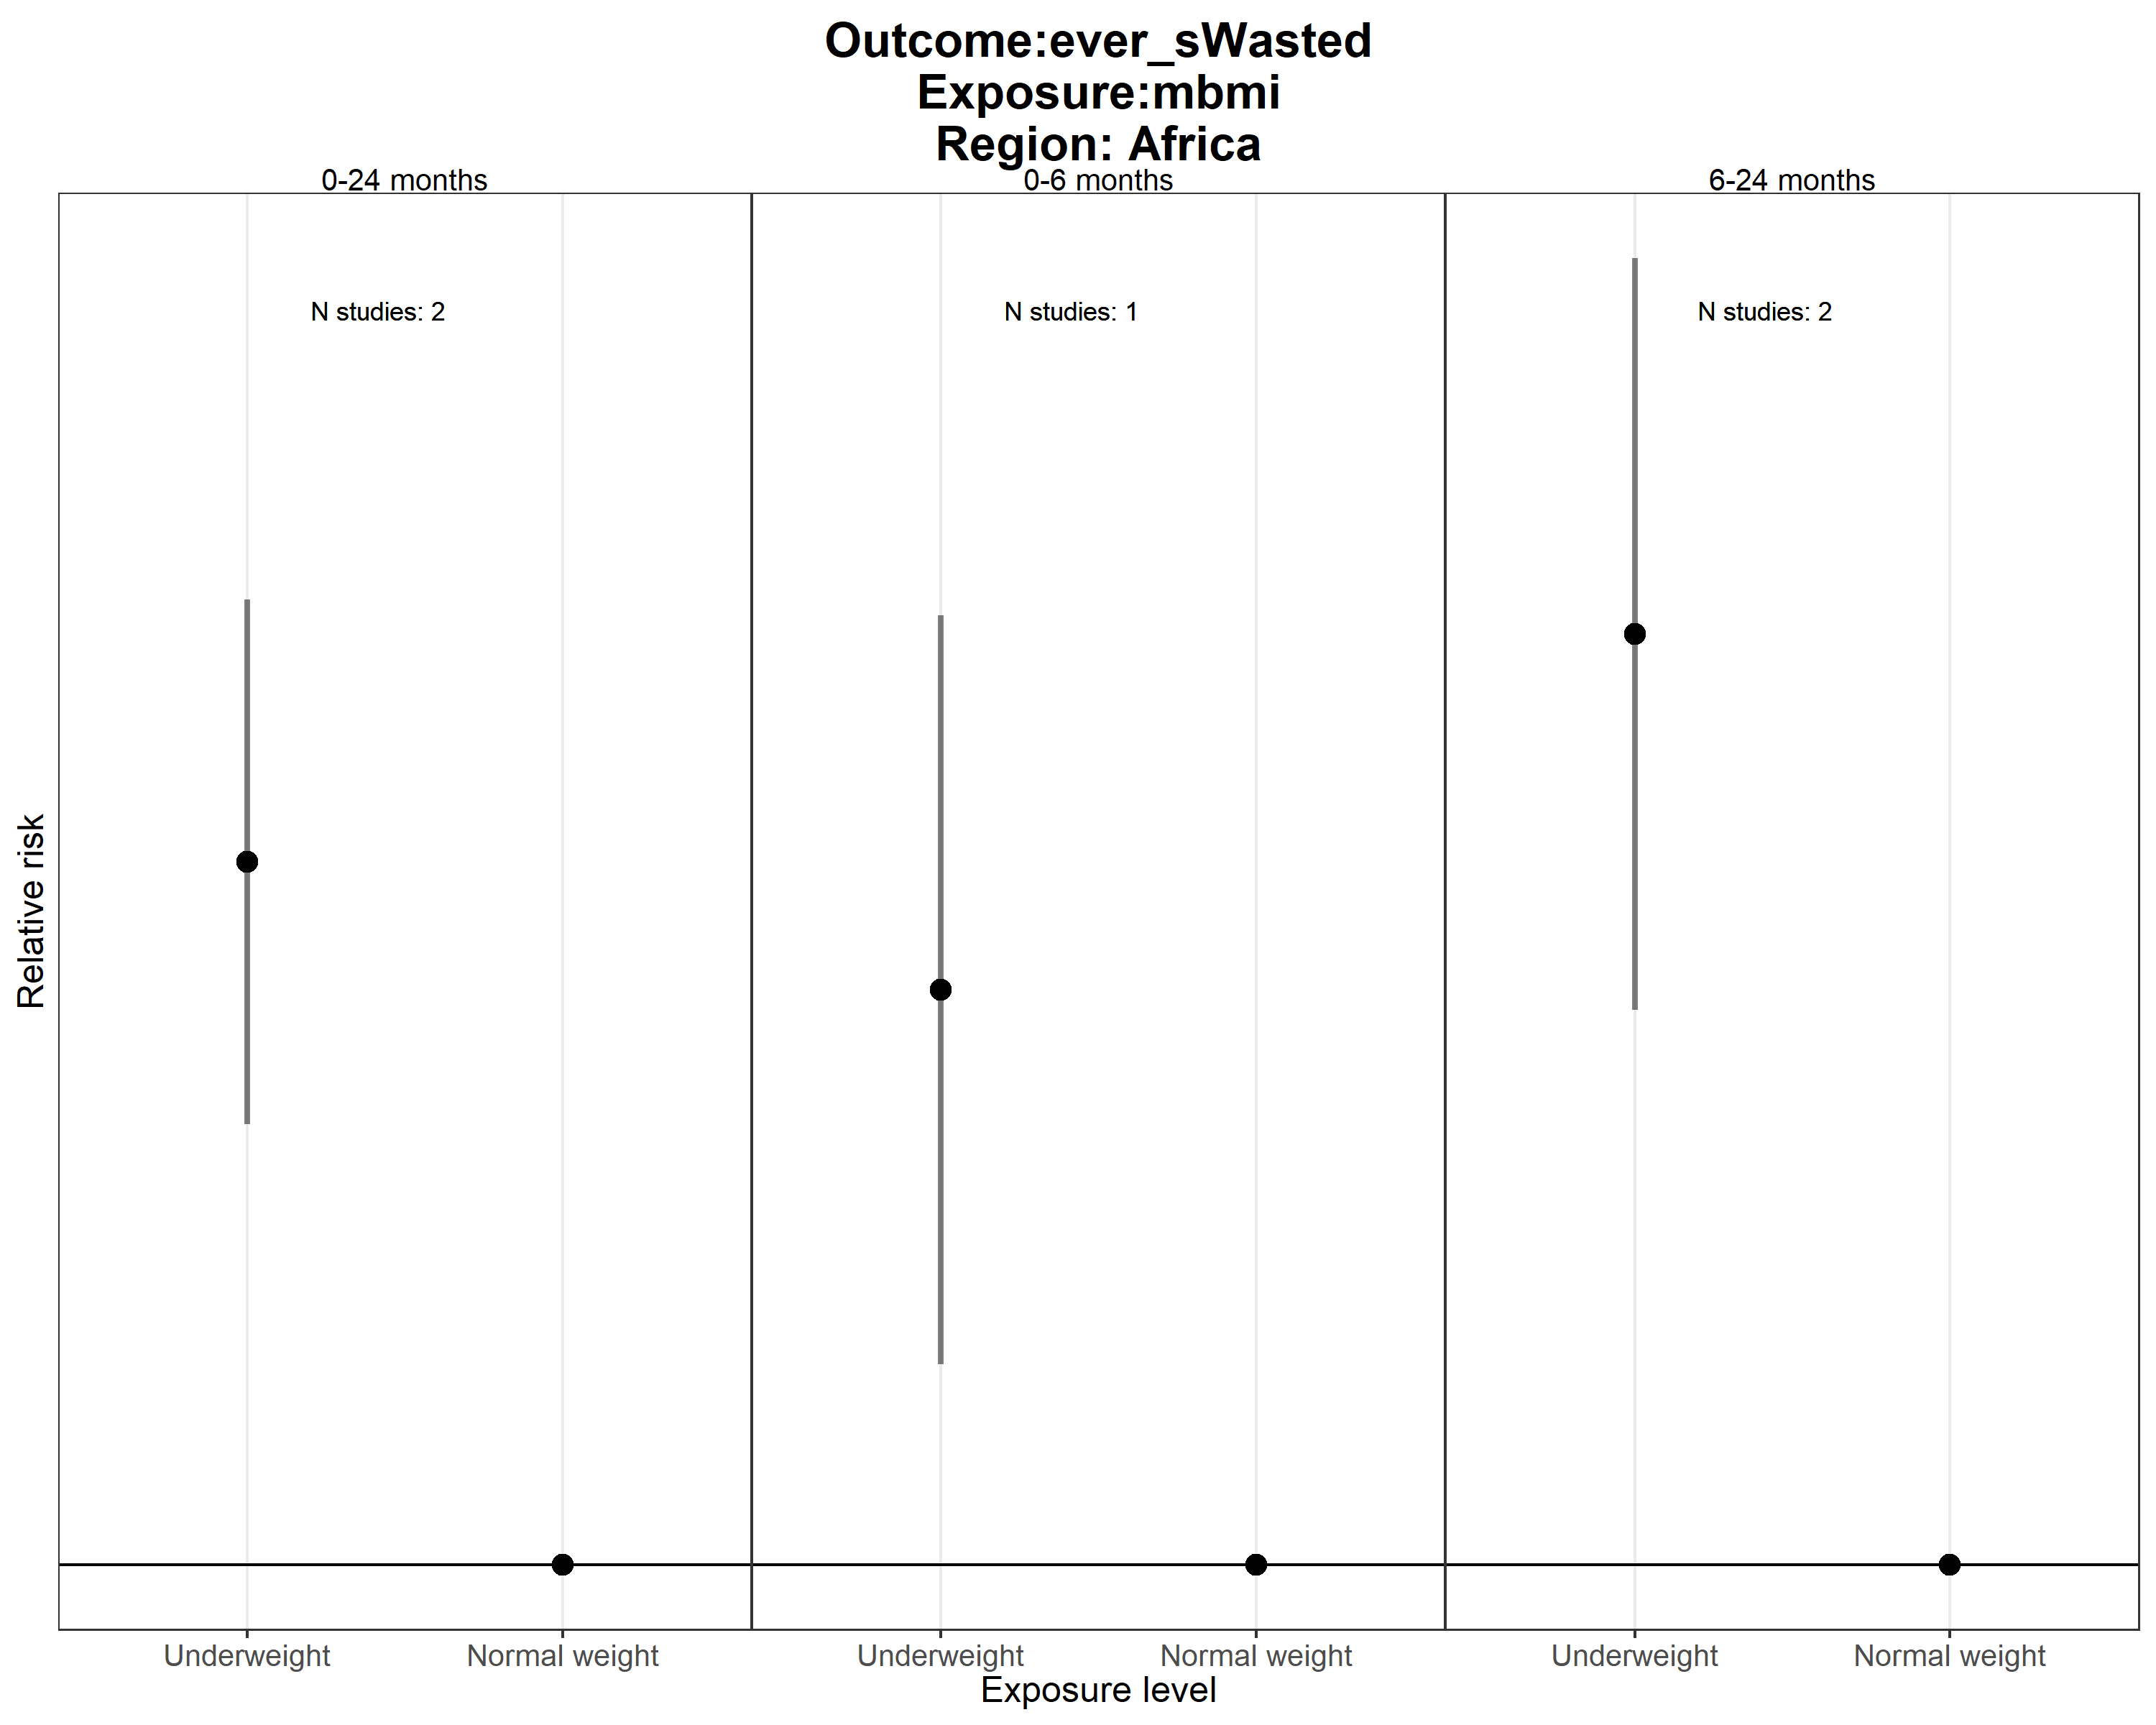 Outcome:ever_sWasted
Exposure:mbmi
Region: Africa
0-24 months
0-6 months
6-24 months
N studies: 2
N studies: 1
N studies: 2
Relative risk
Underweight
Normal weight
Underweight
Normal weight
Underweight
Normal weight
Exposure level